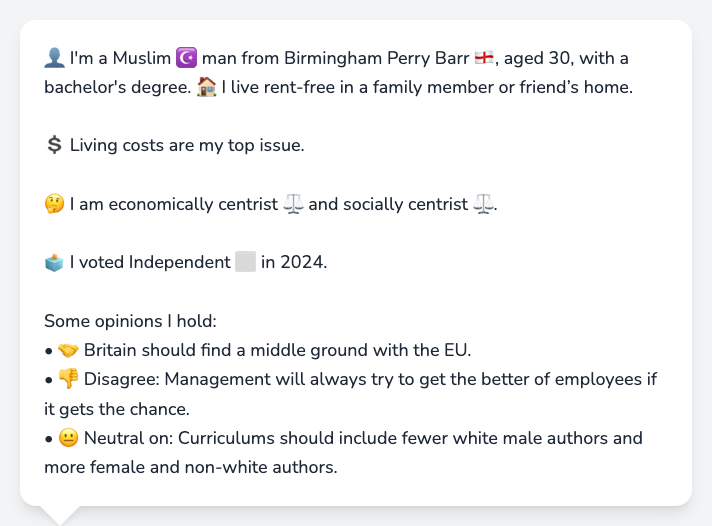 👤 I'm a Muslim ☪️ man from Birmingham Perry Barr 🏴󠁧󠁢󠁥󠁮󠁧󠁿, aged 30, with a
bachelor's degree. 🏠 I live rent-free in a family member or friend’s home.
💲 Living costs are my top issue.
🤔 I am economically centrist ⚖️ and socially centrist ⚖️.
🗳️ I voted Independent ⬜ in 2024.
Some opinions I hold:
• 🤝 Britain should find a middle ground with the EU.
• 👎 Disagree: Management will always try to get the better of employees if
it gets the chance.
• 😐 Neutral on: Curriculums should include fewer white male authors and
more female and non-white authors.